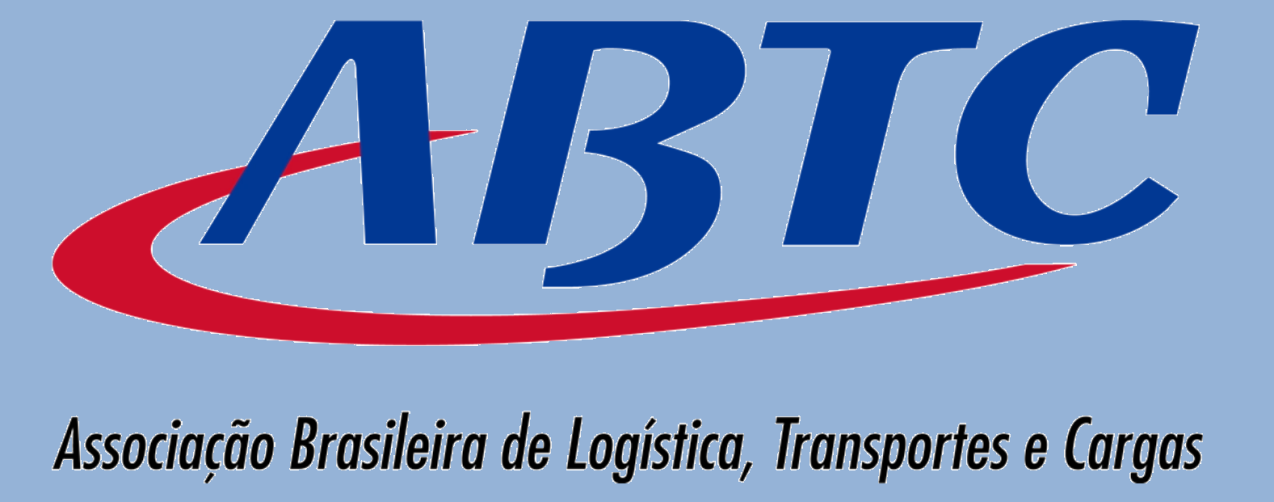 ABTC
Associação Brasileira de Logística, Transportes e Cargas